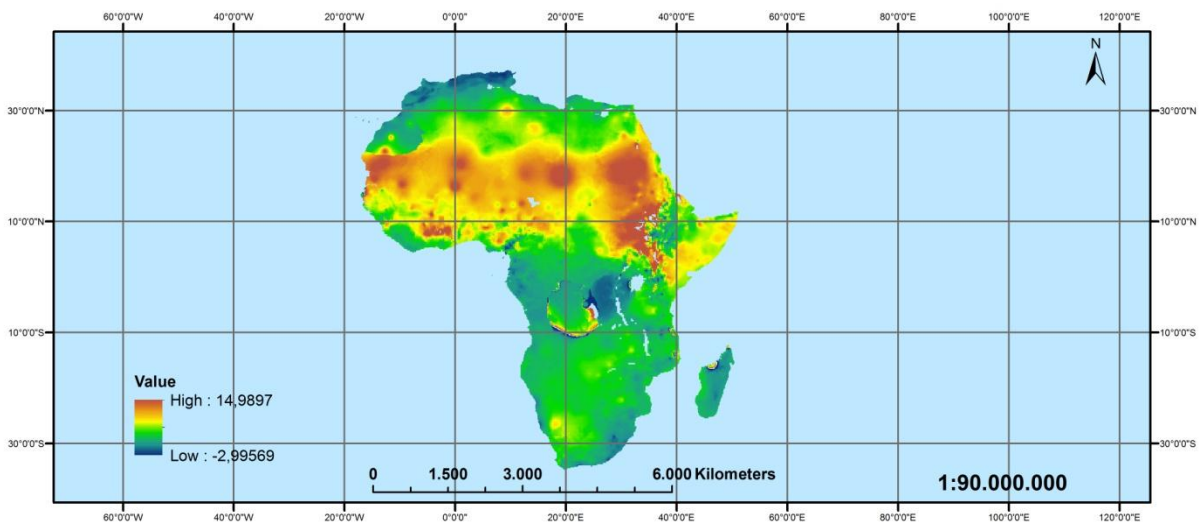 60°0'0"W 40°0'0"W 20°0'0"W 0°0'0" 20°0'0"E 40°0'0"E 60°0'0"E 80°0'0"E 100°0'0"E 120°0'0"E
N
30°0'0"N 30°0'0"N
10°0'0"N 10°0'0"N
10°0'0"S 10°0'0"S
Value
High : 14,9897
Low : -2,99569
30°0'0"S 30°0'0"S
0 1.500 3.000 6.000 Kilometers
1:90.000.000
60°0'0"W 40°0'0"W 20°0'0"W 0°0'0" 20°0'0"E 40°0'0"E 60°0'0"E 80°0'0"E 100°0'0"E 120°0'0"E